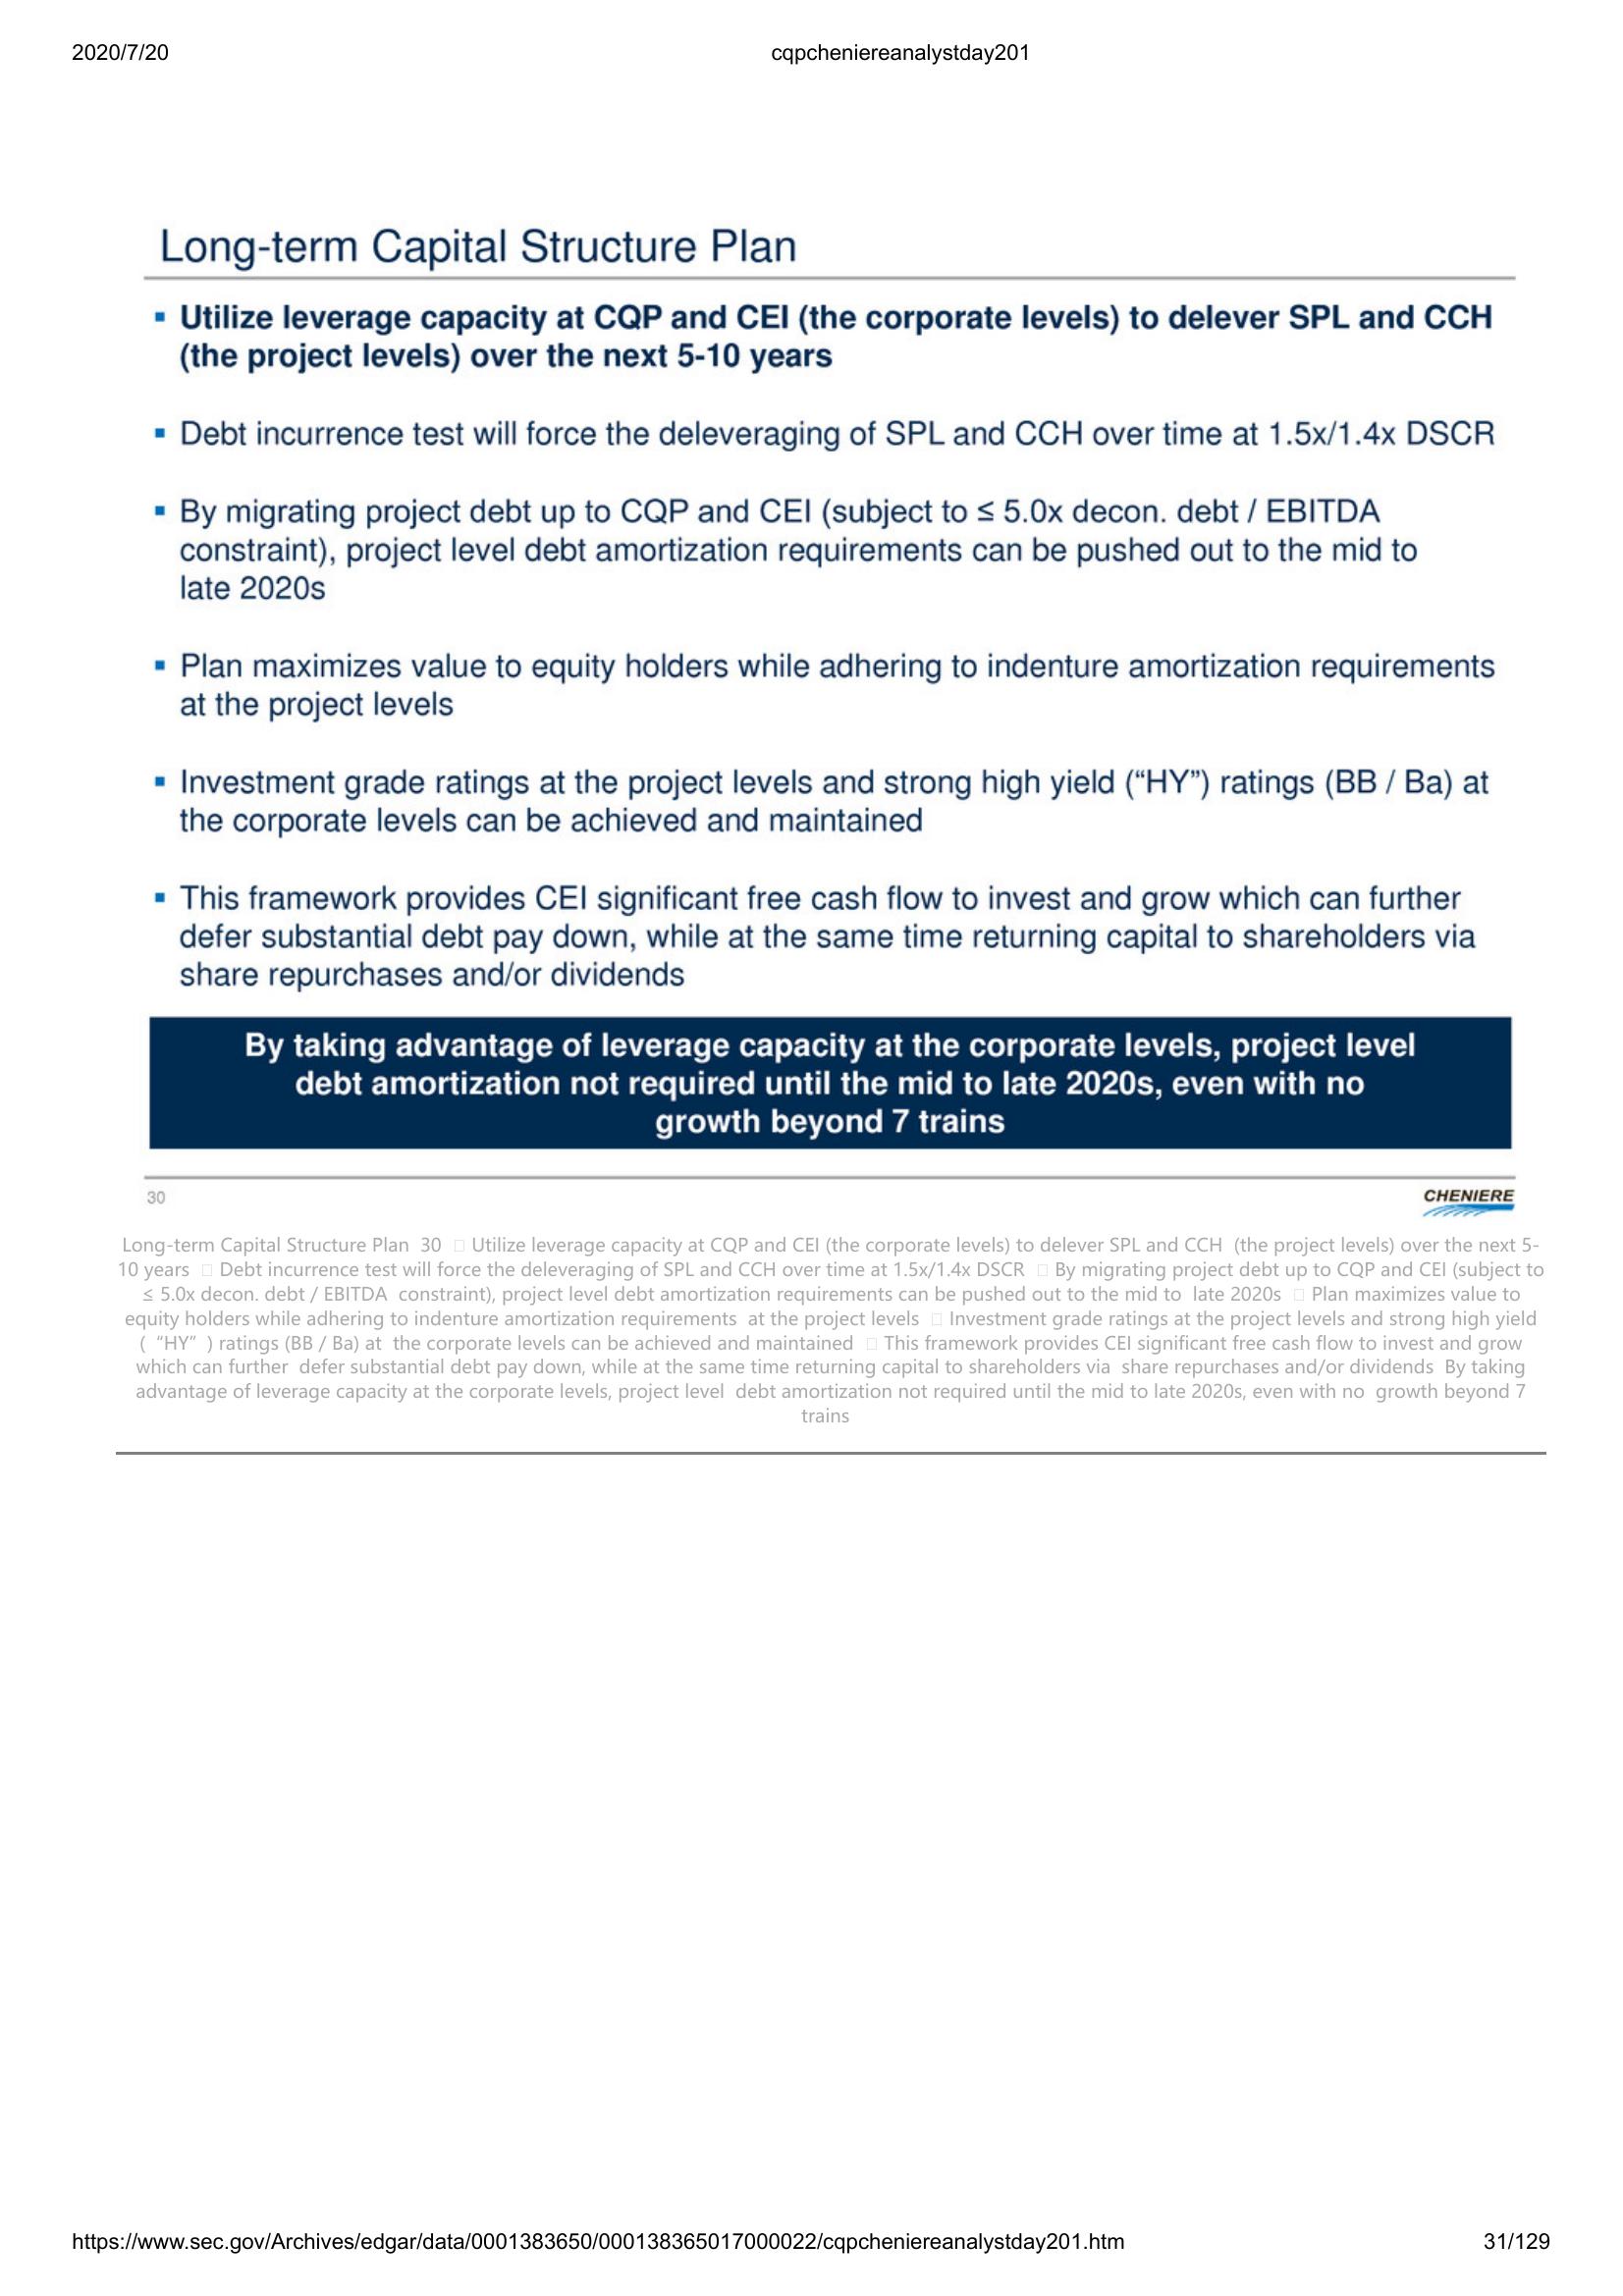 2020/7/20 cqpcheniereanalystday201
Long-term Capital Structure Plan
▪ Utilize leverage capacity at CQP and CEI (the corporate levels) to delever SPL and CCH
(the project levels) over the next 5-10 years
▪ Debt incurrence test will force the deleveraging of SPL and CCH over time at 1.5x/1.4x DSCR
▪ By migrating project debt up to CQP and CEI (subject to ≤ 5.0x decon. debt / EBITDA
constraint), project level debt amortization requirements can be pushed out to the mid to
late 2020s
▪ Plan maximizes value to equity holders while adhering to indenture amortization requirements
at the project levels
▪ Investment grade ratings at the project levels and strong high yield (“HY”) ratings (BB / Ba) at
the corporate levels can be achieved and maintained
▪ This framework provides CEI significant free cash flow to invest and grow which can further
defer substantial debt pay down, while at the same time returning capital to shareholders via
share repurchases and/or dividends
By taking advantage of leverage capacity at the corporate levels, project level
debt amortization not required until the mid to late 2020s, even with no
growth beyond 7 trains
30
CHENIERE
Long-term Capital Structure Plan 30 □ Utilize leverage capacity at CQP and CEI (the corporate levels) to delever SPL and CCH (the project levels) over the next 5-
10 years □ Debt incurrence test will force the deleveraging of SPL and CCH over time at 1.5x/1.4x DSCR □ By migrating project debt up to CQP and CEI (subject to
≤ 5.0x decon. debt / EBITDA constraint), project level debt amortization requirements can be pushed out to the mid to late 2020s □ Plan maximizes value to
equity holders while adhering to indenture amortization requirements at the project levels □ Investment grade ratings at the project levels and strong high yield
( “HY” ) ratings (BB / Ba) at the corporate levels can be achieved and maintained □ This framework provides CEI significant free cash flow to invest and grow
which can further defer substantial debt pay down, while at the same time returning capital to shareholders via share repurchases and/or dividends By taking
advantage of leverage capacity at the corporate levels, project level debt amortization not required until the mid to late 2020s, even with no growth beyond 7
trains
https://www.sec.gov/Archives/edgar/data/0001383650/000138365017000022/cqpcheniereanalystday201.htm 31/129